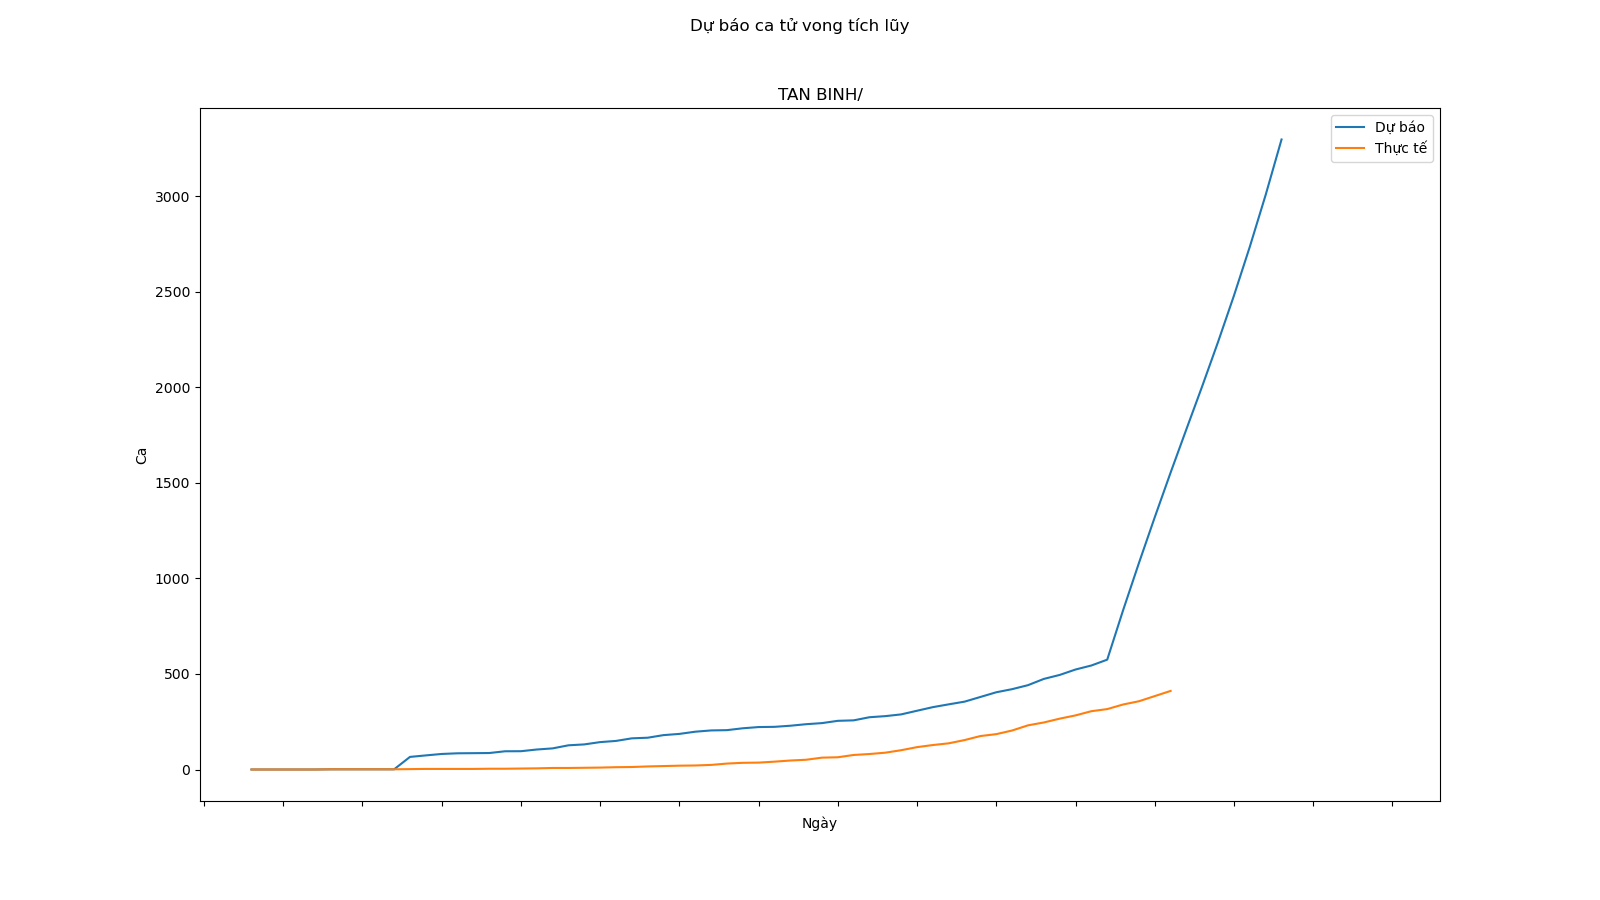 Dự báo ca tử vong tích lũy
TAN BINH/
Dự báo
Thực tế
3000
2500
2000
1500
1000
500
0
Ca
Ngày